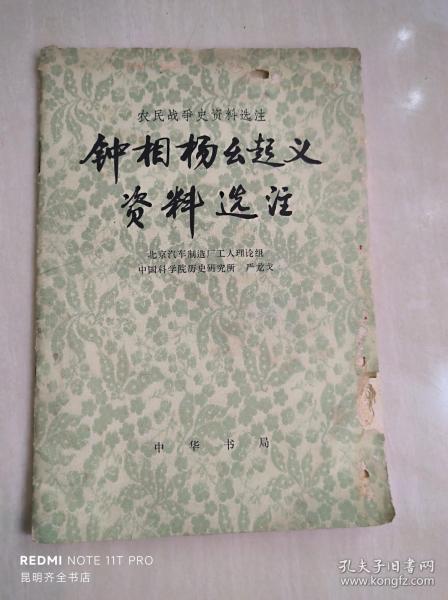 农民战争史资料选注
钟相杨么起义
资料选注
北京汽车制造厂工人理论组
中国科学院历史研究所 严尨文
中华书局
REDMI NOTE 11T PRO
昆明齐全书店
孔夫子旧书网
www.kongfz.com